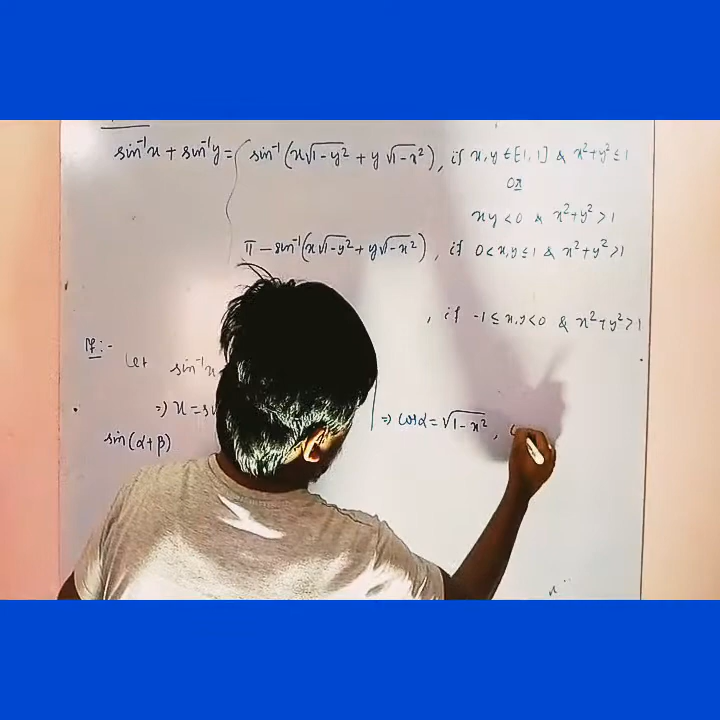 sin⁻¹x + sin⁻¹y = { sin⁻¹(x√1-y² + y√1-x²), if x,y ∈ [-1, 1] & x²+y² ≤ 1
or
xy < 0 & x²+y² > 1
π - sin⁻¹(x√1-y² + y√1-x²), if 0 < x,y ≤ 1 & x²+y² > 1
, if -1 ≤ x,y < 0 & x²+y² > 1
Pf :-
Let sin⁻¹x
⇒ x = ⇒ cosα = √1-x² ,
sin(α+β)